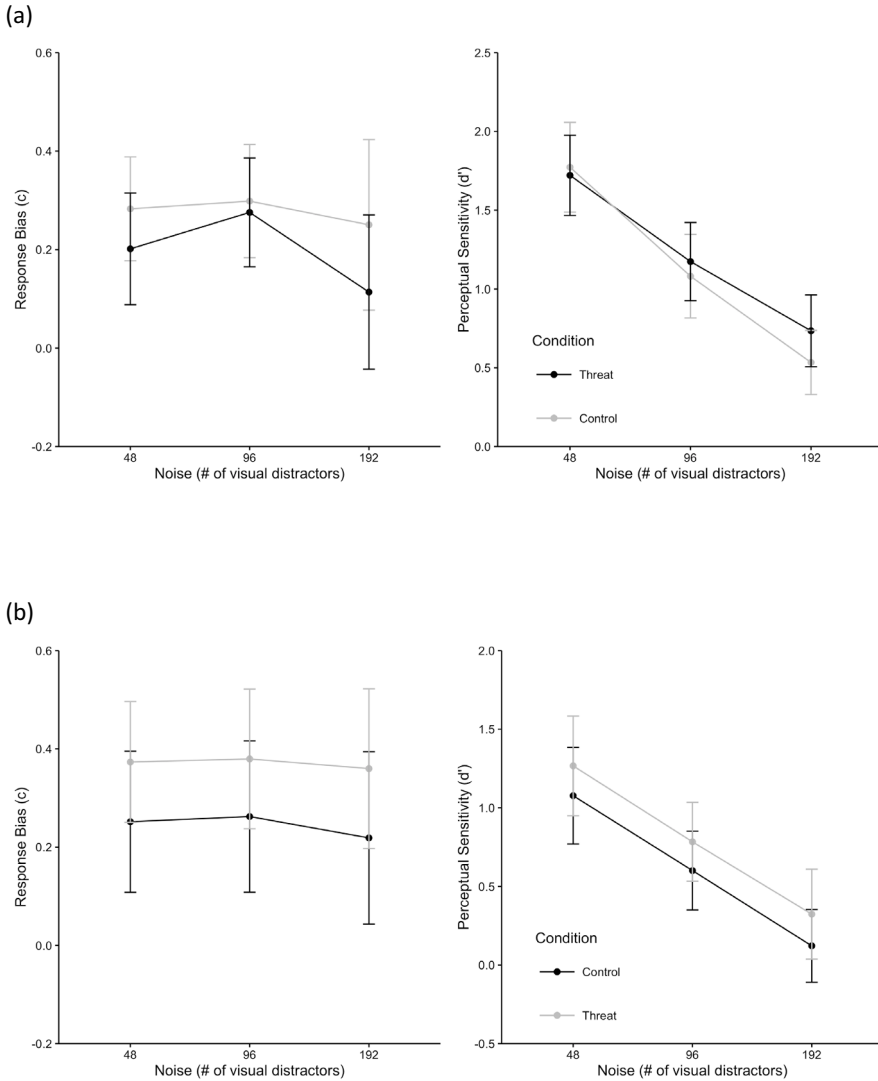 (a)
0.6
0.4
0.2
0.0
-0.2
Response Bias (c)
48
96
192
Noise (# of visual distractors)
2.5
2.0
1.5
1.0
0.5
0.0
Perceptual Sensitivity (d')
Condition
Threat
Control
48
96
192
Noise (# of visual distractors)
(b)
0.6
0.4
0.2
0.0
-0.2
Response Bias (c)
48
96
192
Noise (# of visual distractors)
2.0
1.5
1.0
0.5
0.0
-0.5
Perceptual Sensitivity (d')
Condition
Control
Threat
48
96
192
Noise (# of visual distractors)